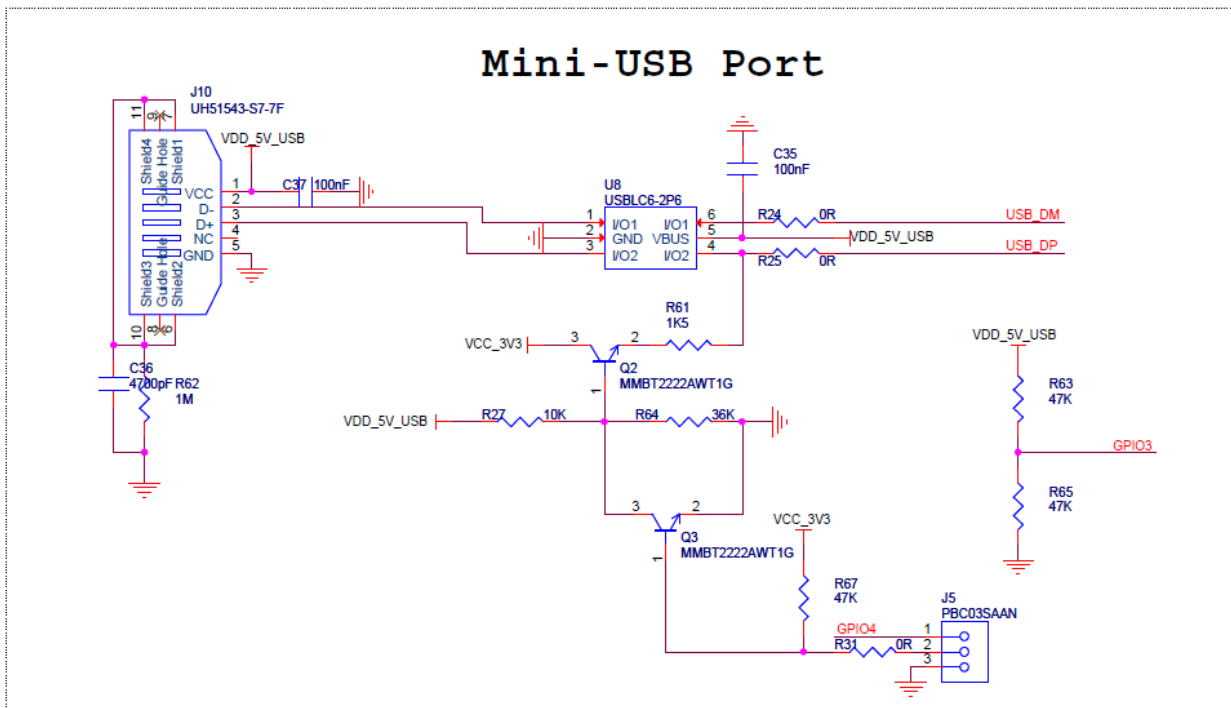 Mini-USB Port
J10
UH51543-S7-7F
11
9
7
Shield4
Guide Hole
Shield1
VDD_5V_USB
VCC
1
D-
2
D+
3
NC
4
GND
5
Shield3
Guide Hole
Shield2
10
8
6
C37 100nF
C36
4700pF
R62
1M
C35
100nF
U8
USBLC6-2P6
1 I/O1 I/O1 6
2 GND VBUS 5
3 I/O2 I/O2 4
R24 0R
USB_DM
VDD_5V_USB
R25 0R
USB_DP
R61
1K5
VCC_3V3
3
2
Q2
MMBT2222AWT1G
1
VDD_5V_USB
R27 10K
R64 36K
3
2
Q3
MMBT2222AWT1G
1
VCC_3V3
R67
47K
VDD_5V_USB
R63
47K
GPIO3
R65
47K
J5
PBC03SAAN
GPIO4
1
R31 0R
2
3